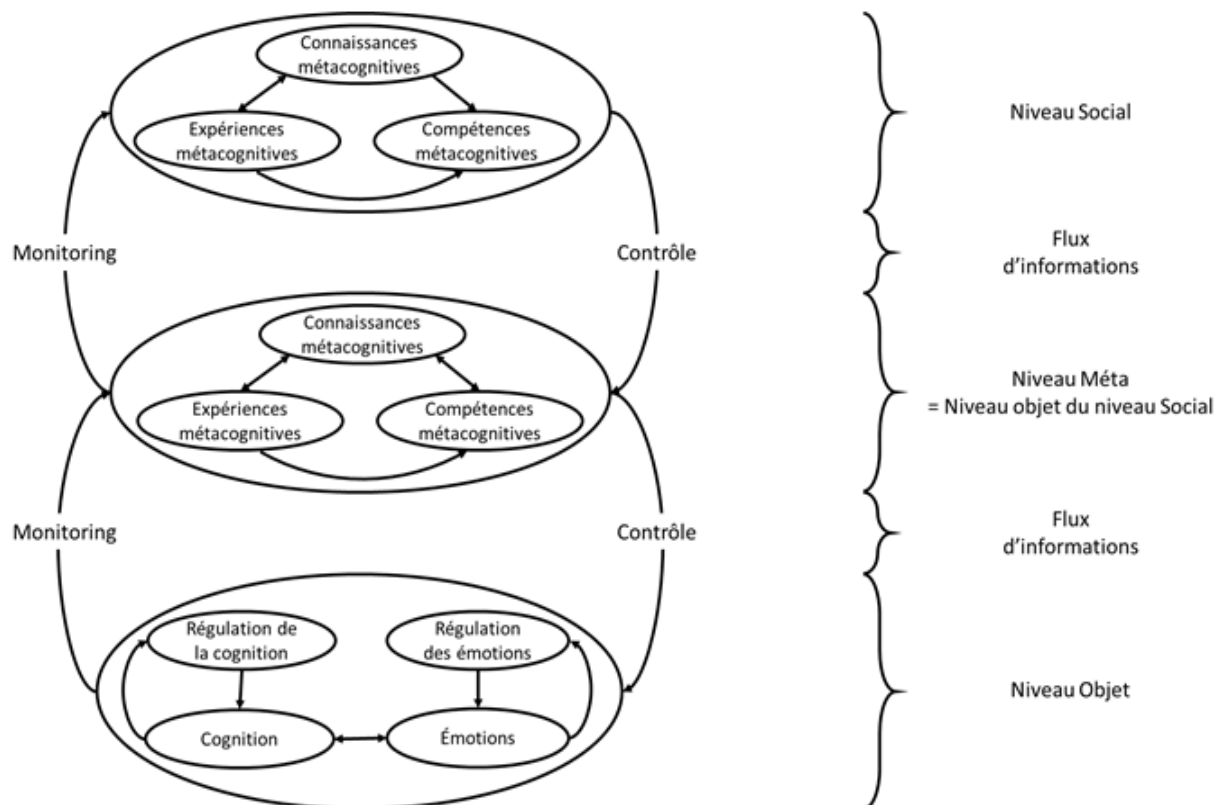 Connaissances
métacognitives
Expériences
métacognitives
Compétences
métacognitives
Niveau Social
Monitoring
Contrôle
Flux
d'informations
Connaissances
métacognitives
Expériences
métacognitives
Compétences
métacognitives
Niveau Méta
= Niveau objet du niveau Social
Monitoring
Contrôle
Flux
d'informations
Régulation de
la cognition
Régulation
des émotions
Cognition
Émotions
Niveau Objet